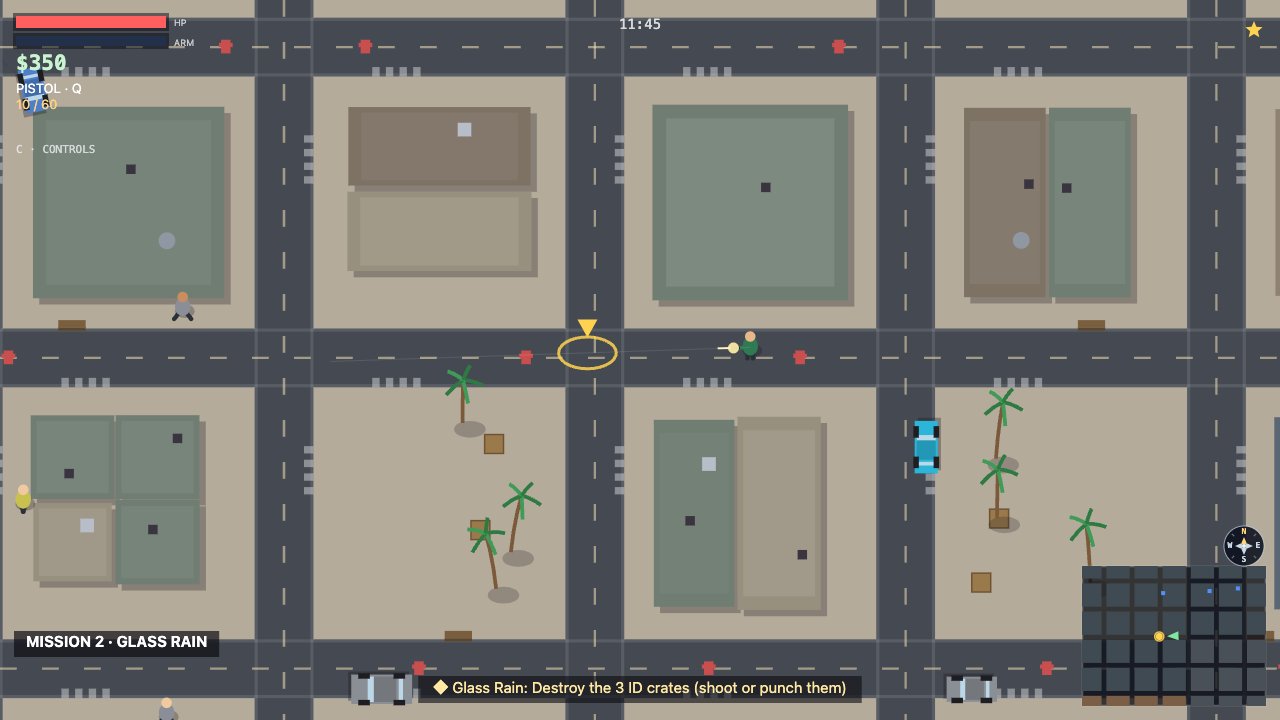 HP
11:45
ARM
$350
PISTOL · Q
10 / 60
C · CONTROLS
N
W E
S
MISSION 2 · GLASS RAIN
Glass Rain: Destroy the 3 ID crates (shoot or punch them)